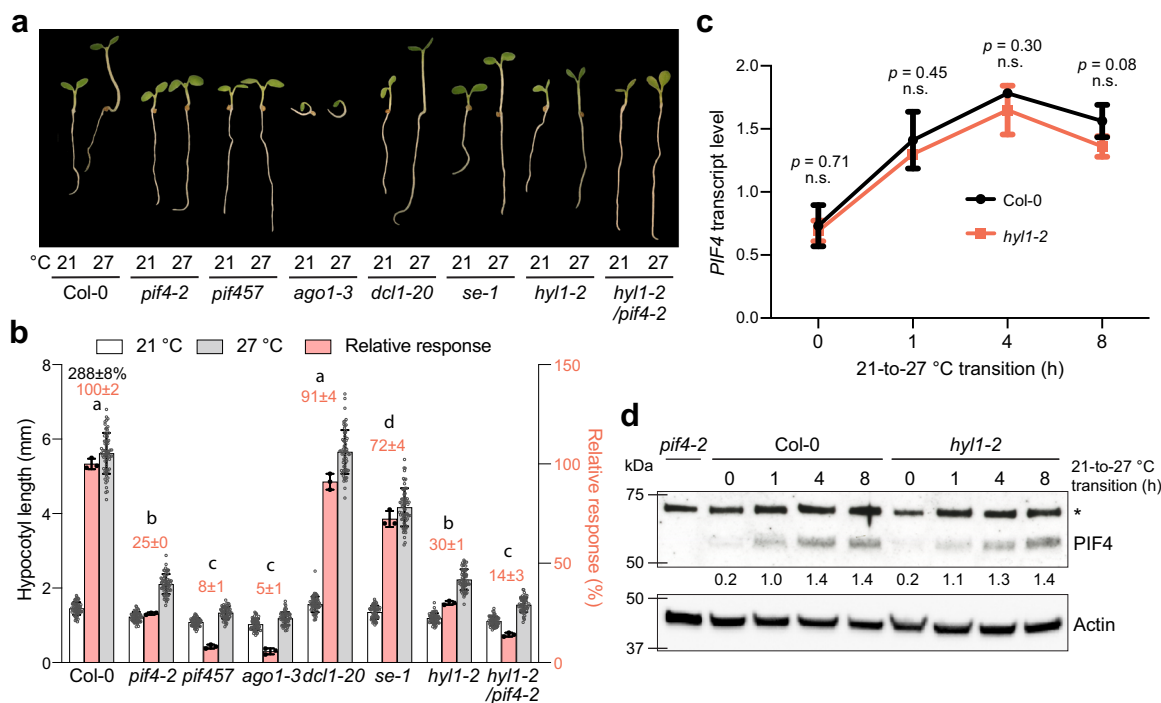 a
°C 21 27 21 27 21 27 21 27 21 27 21 27 21 27 21 27
Col-0 pif4-2 pif457 ago1-3 dcl1-20 se-1 hyl1-2 hyl1-2
/pif4-2
b
21 °C 27 °C Relative response
Hypocotyl length (mm)
8
6
4
2
0
288±8%
100±2
a
b
25±0
c
8±1
c
5±1
a
91±4
d
72±4
b
30±1
c
14±3
150
100
50
0
Relative response (%)
Col-0 pif4-2 pif457 ago1-3 dcl1-20 se-1 hyl1-2 hyl1-2
/pif4-2
c
PIF4 transcript level
2.0
1.5
1.0
0.5
0.0
p = 0.71
n.s.
p = 0.45
n.s.
p = 0.30
n.s.
p = 0.08
n.s.
Col-0
hyl1-2
0 1 4 8
21-to-27 °C transition (h)
d
pif4-2 Col-0 hyl1-2
kDa 0 1 4 8 0 1 4 8 21-to-27 °C
transition (h)
75
*
PIF4
50
0.2 1.0 1.4 1.4 0.2 1.1 1.3 1.4
50
Actin
37